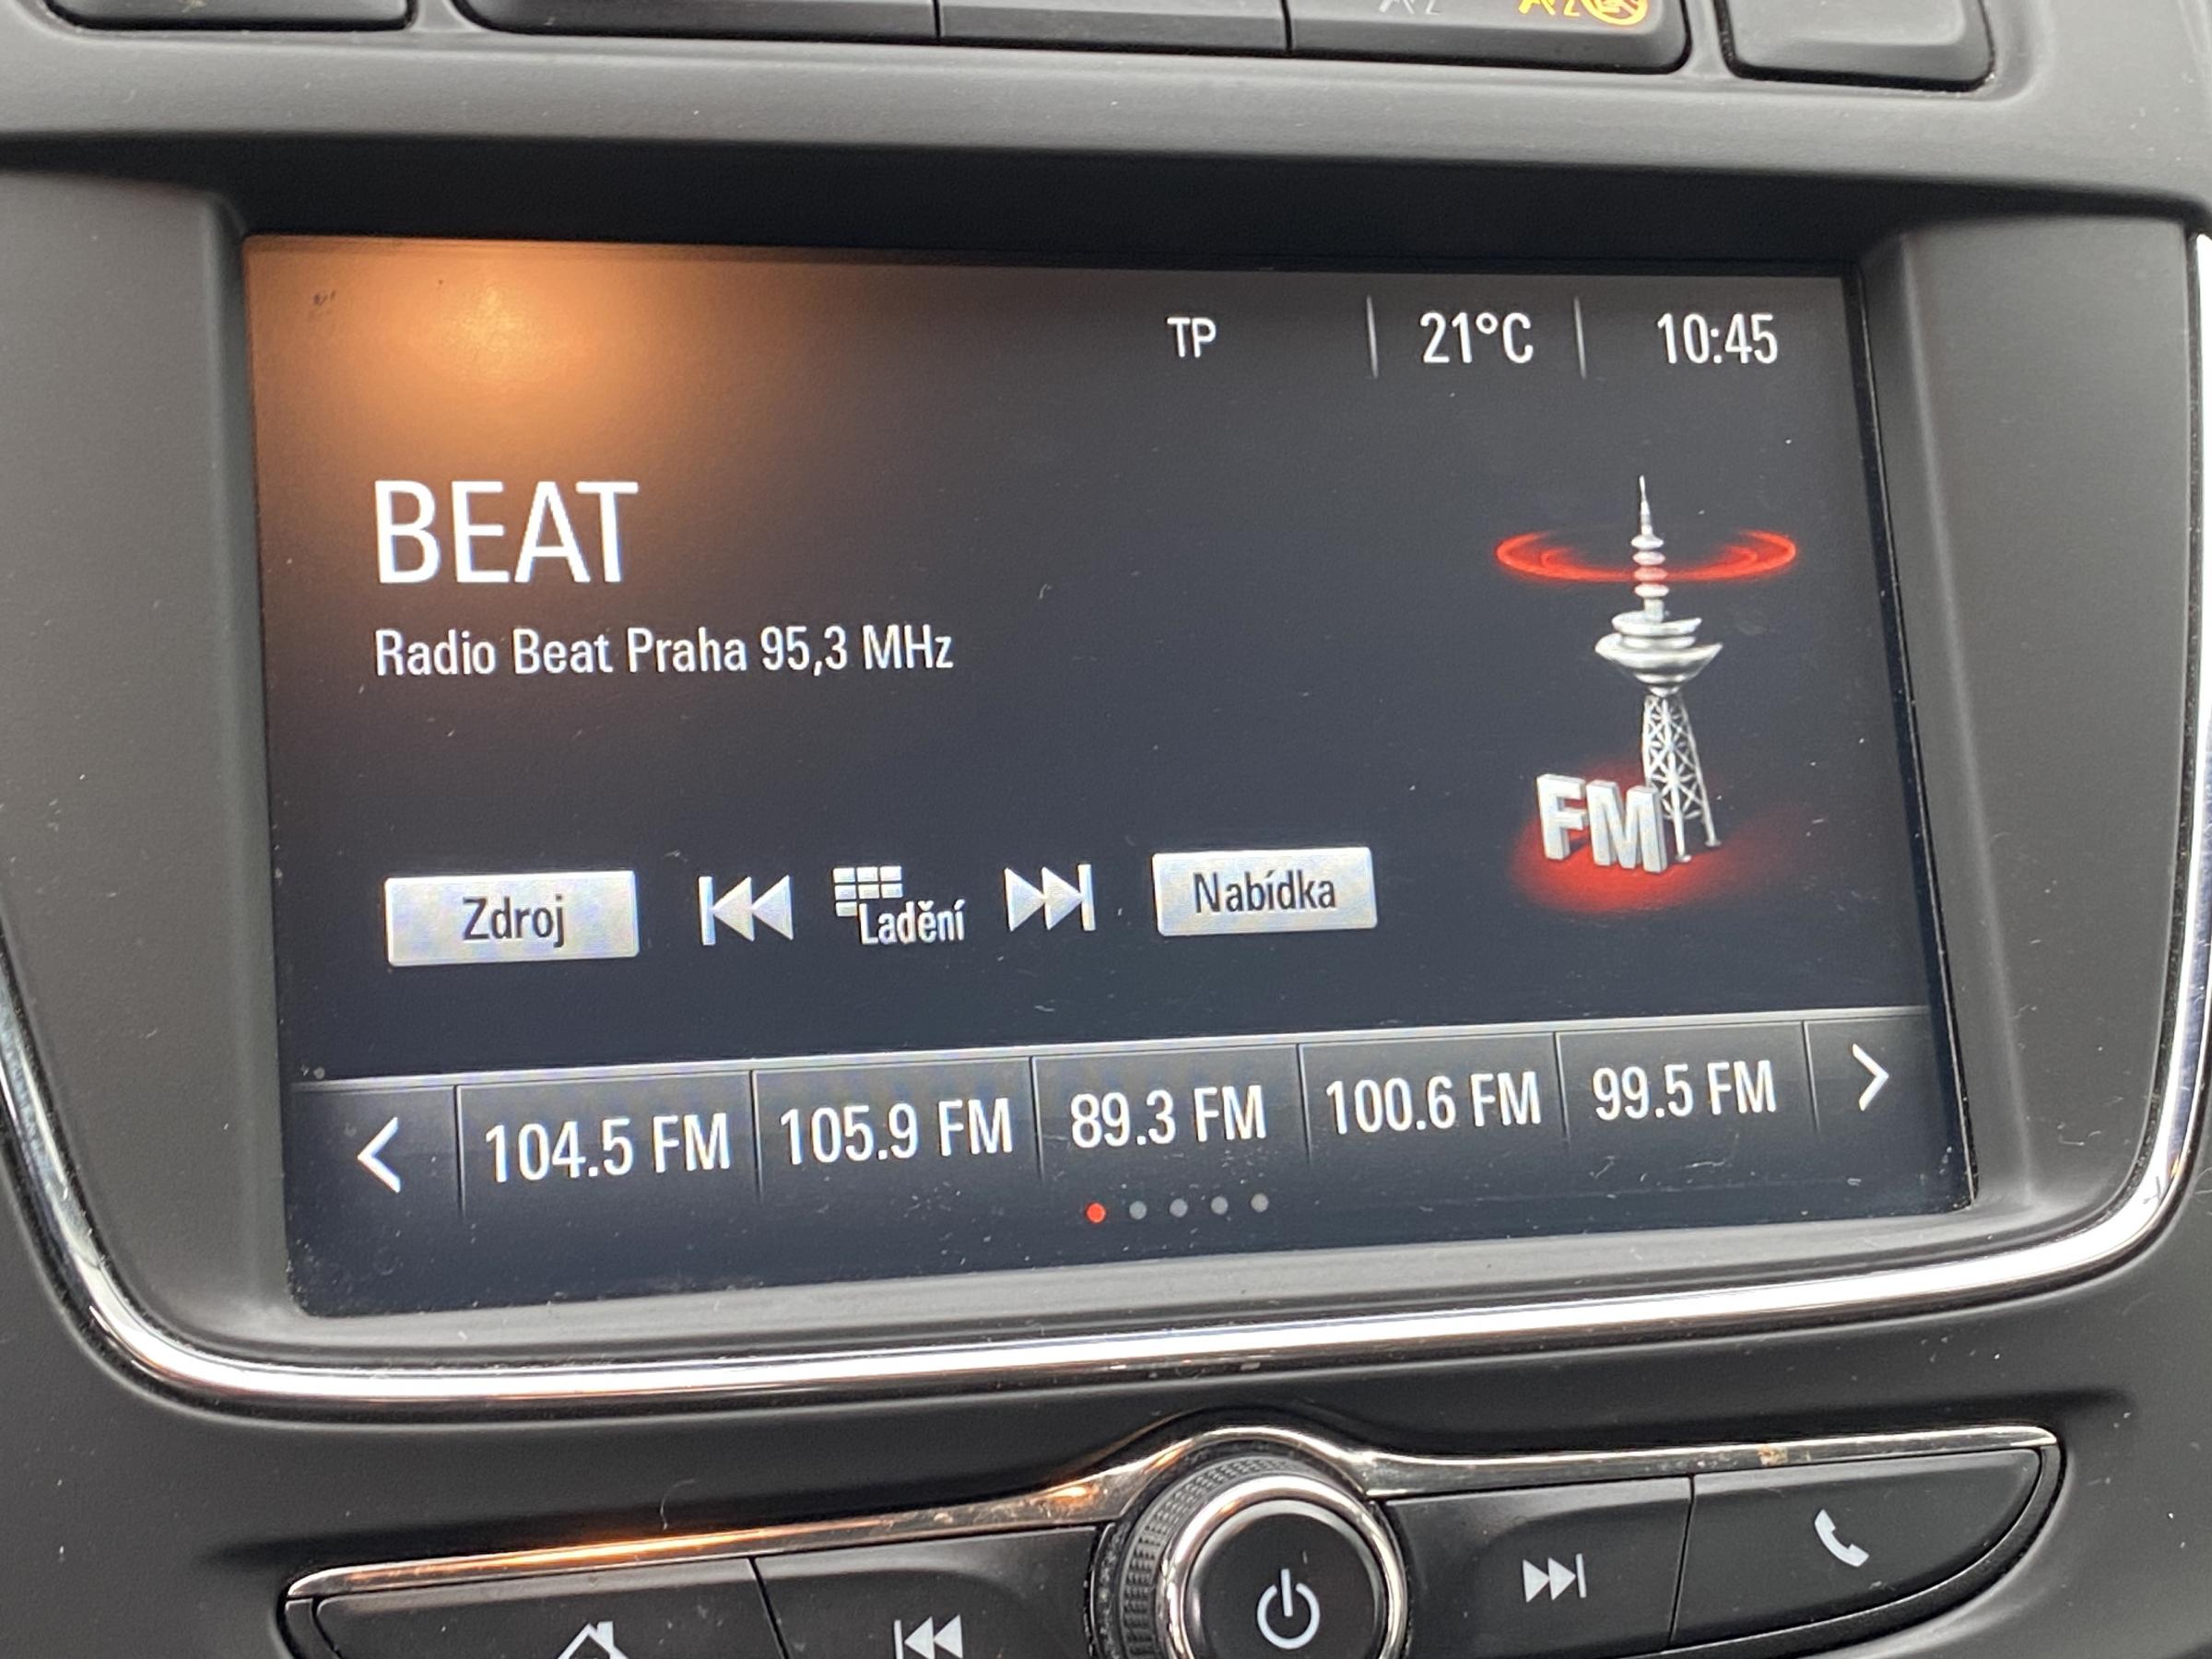 TP 21°C 10:45
BEAT
Radio Beat Praha 95,3 MHz
FM
Zdroj Ladění Nabídka
104.5 FM 105.9 FM 89.3 FM 100.6 FM 99.5 FM